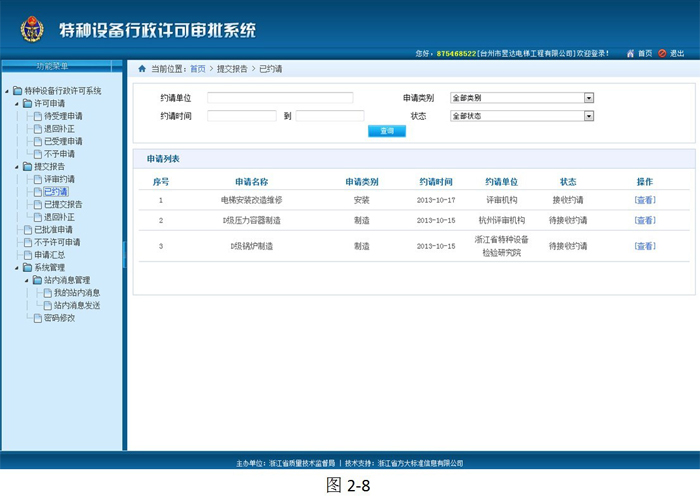 特种设备行政许可审批系统
您好，875468522[台州市昱达电梯工程有限公司]欢迎登录！ 首页 退出
功能菜单
当前位置：首页 > 提交报告 > 已约请
特种设备行政许可系统
许可申请
待受理申请
退回补正
已受理申请
不予申请
提交报告
评审约请
已约请
已提交报告
退回补正
已批准申请
不予许可申请
申请汇总
系统管理
站内消息管理
我的站内消息
站内消息发送
密码修改
约请单位 申请类别 全部类别
约请时间 到 状态 全部状态
查询
申请列表
序号 申请名称 申请类别 约请时间 约请单位 状态 操作
1 电梯安装改造维修 安装 2013-10-17 评审机构 接收约请 [查看]
2 D级压力容器制造 制造 2013-10-15 杭州评审机构 待接收约请 [查看]
3 D级锅炉制造 制造 2013-10-15 浙江省特种设备检验研究院 待接收约请 [查看]
主办单位：浙江省质量技术监督局 | 技术支持：浙江省方大标准信息有限公司
图 2-8